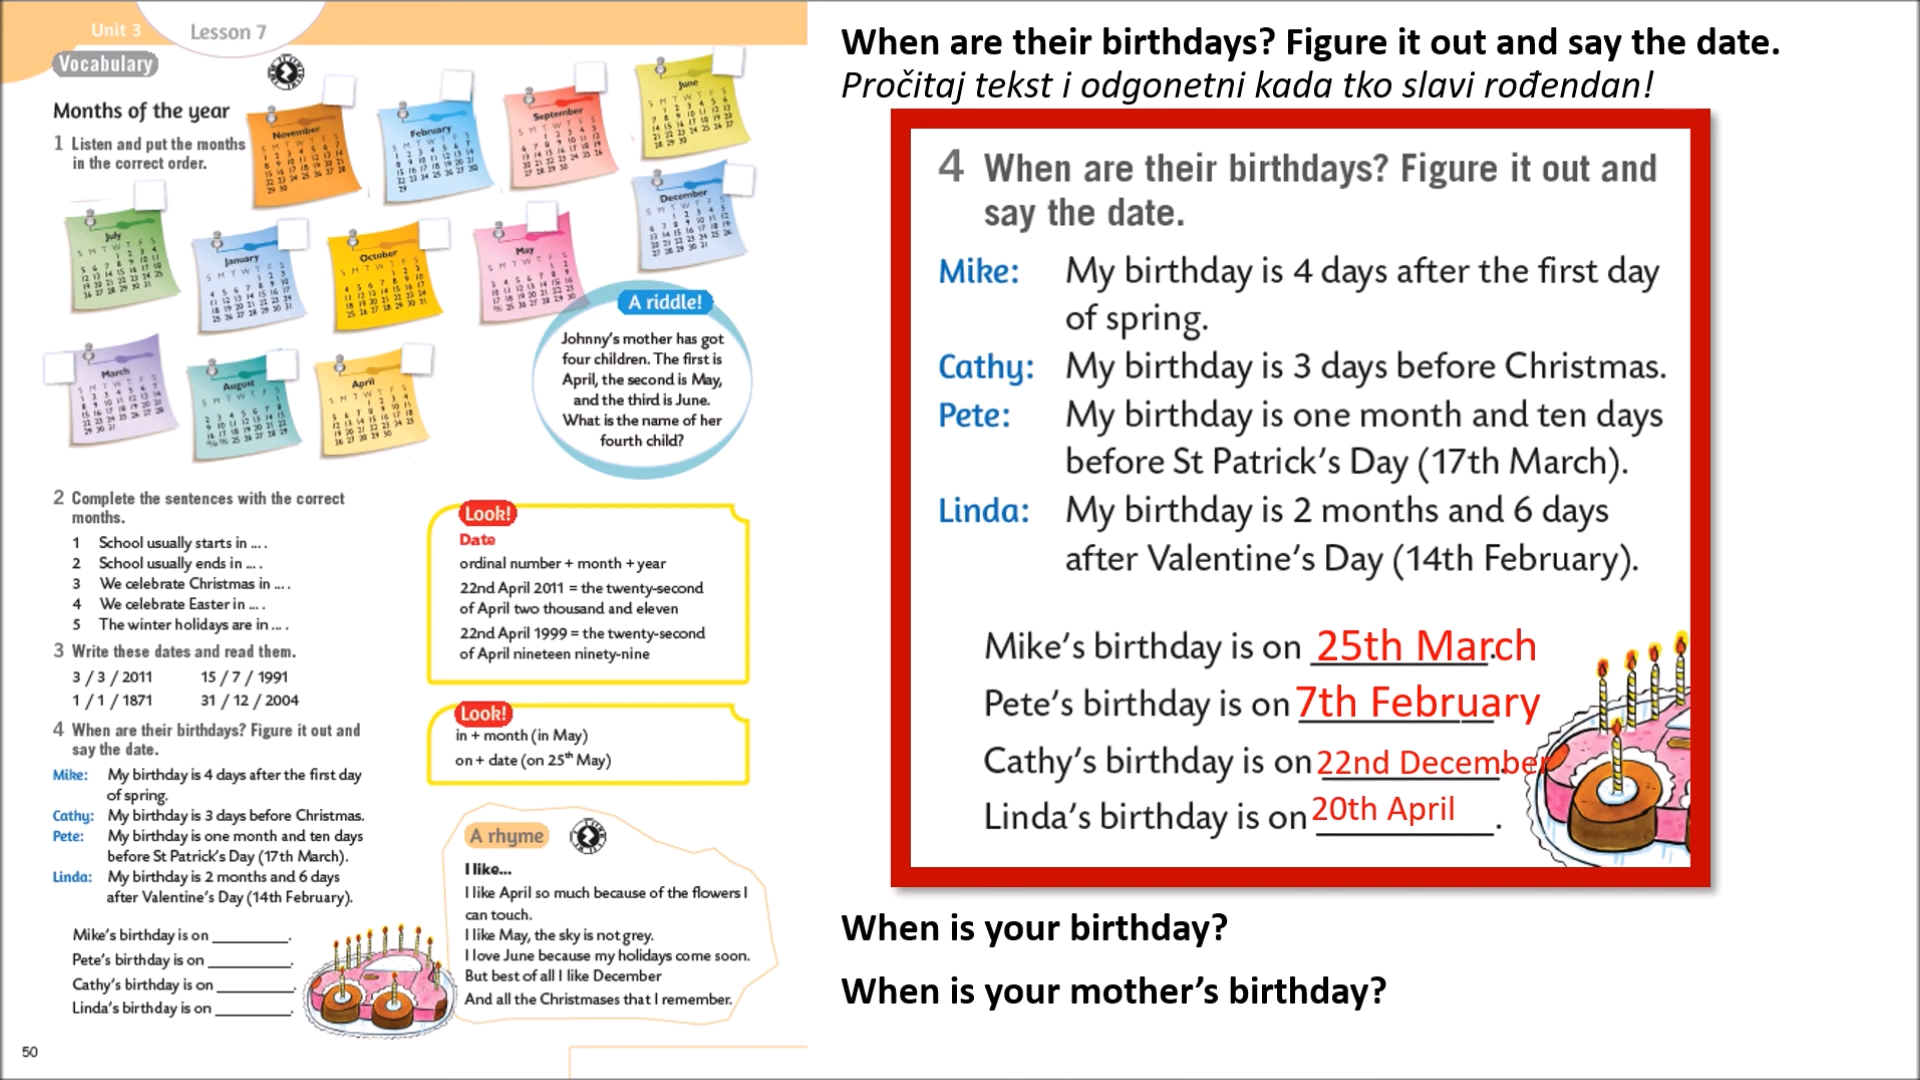 Unit 3
Lesson 7
Vocabulary
Months of the year
1 Listen and put the months
in the correct order.
November
February
September
June
July
January
October
May
December
March
August
April
A riddle!
Johnny's mother has got
four children. The first is
April, the second is May,
and the third is June.
What is the name of her
fourth child?
2 Complete the sentences with the correct
months.
1 School usually starts in ... .
2 School usually ends in ... .
3 We celebrate Christmas in ... .
4 We celebrate Easter in ... .
5 The winter holidays are in ... .
3 Write these dates and read them.
3 / 3 / 2011 15 / 7 / 1991
1 / 1 / 1871 31 / 12 / 2004
4 When are their birthdays? Figure it out and
say the date.
Mike: My birthday is 4 days after the first day
of spring.
Cathy: My birthday is 3 days before Christmas.
Pete: My birthday is one month and ten days
before St Patrick's Day (17th March).
Linda: My birthday is 2 months and 6 days
after Valentine's Day (14th February).
Mike's birthday is on ________.
Pete's birthday is on ________.
Cathy's birthday is on ________.
Linda's birthday is on ________.
Look!
Date
ordinal number + month + year
22nd April 2011 = the twenty-second
of April two thousand and eleven
22nd April 1999 = the twenty-second
of April nineteen ninety-nine
Look!
in + month (in May)
on + date (on 25th May)
A rhyme
I like...
I like April so much because of the flowers I
can touch.
I like May, the sky is not grey.
I love June because my holidays come soon.
But best of all I like December
And all the Christmases that I remember.
50
When are their birthdays? Figure it out and say the date.
Pročitaj tekst i odgonetni kada tko slavi rođendan!
4 When are their birthdays? Figure it out and
say the date.
Mike: My birthday is 4 days after the first day
of spring.
Cathy: My birthday is 3 days before Christmas.
Pete: My birthday is one month and ten days
before St Patrick's Day (17th March).
Linda: My birthday is 2 months and 6 days
after Valentine's Day (14th February).
Mike's birthday is on 25th March.
Pete's birthday is on 7th February
Cathy's birthday is on 22nd December.
Linda's birthday is on 20th April.
When is your birthday?
When is your mother's birthday?